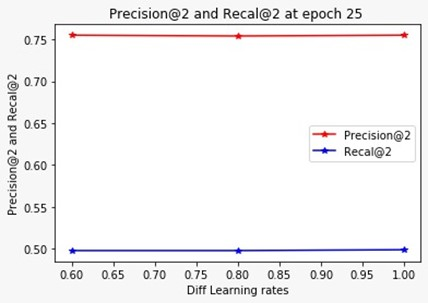 Precision@2 and Recal@2 at epoch 25
Precision@2 and Recal@2
0.75
0.70
0.65
0.60
0.55
0.50
Precision@2
Recal@2
0.60 0.65 0.70 0.75 0.80 0.85 0.90 0.95 1.00
Diff Learning rates